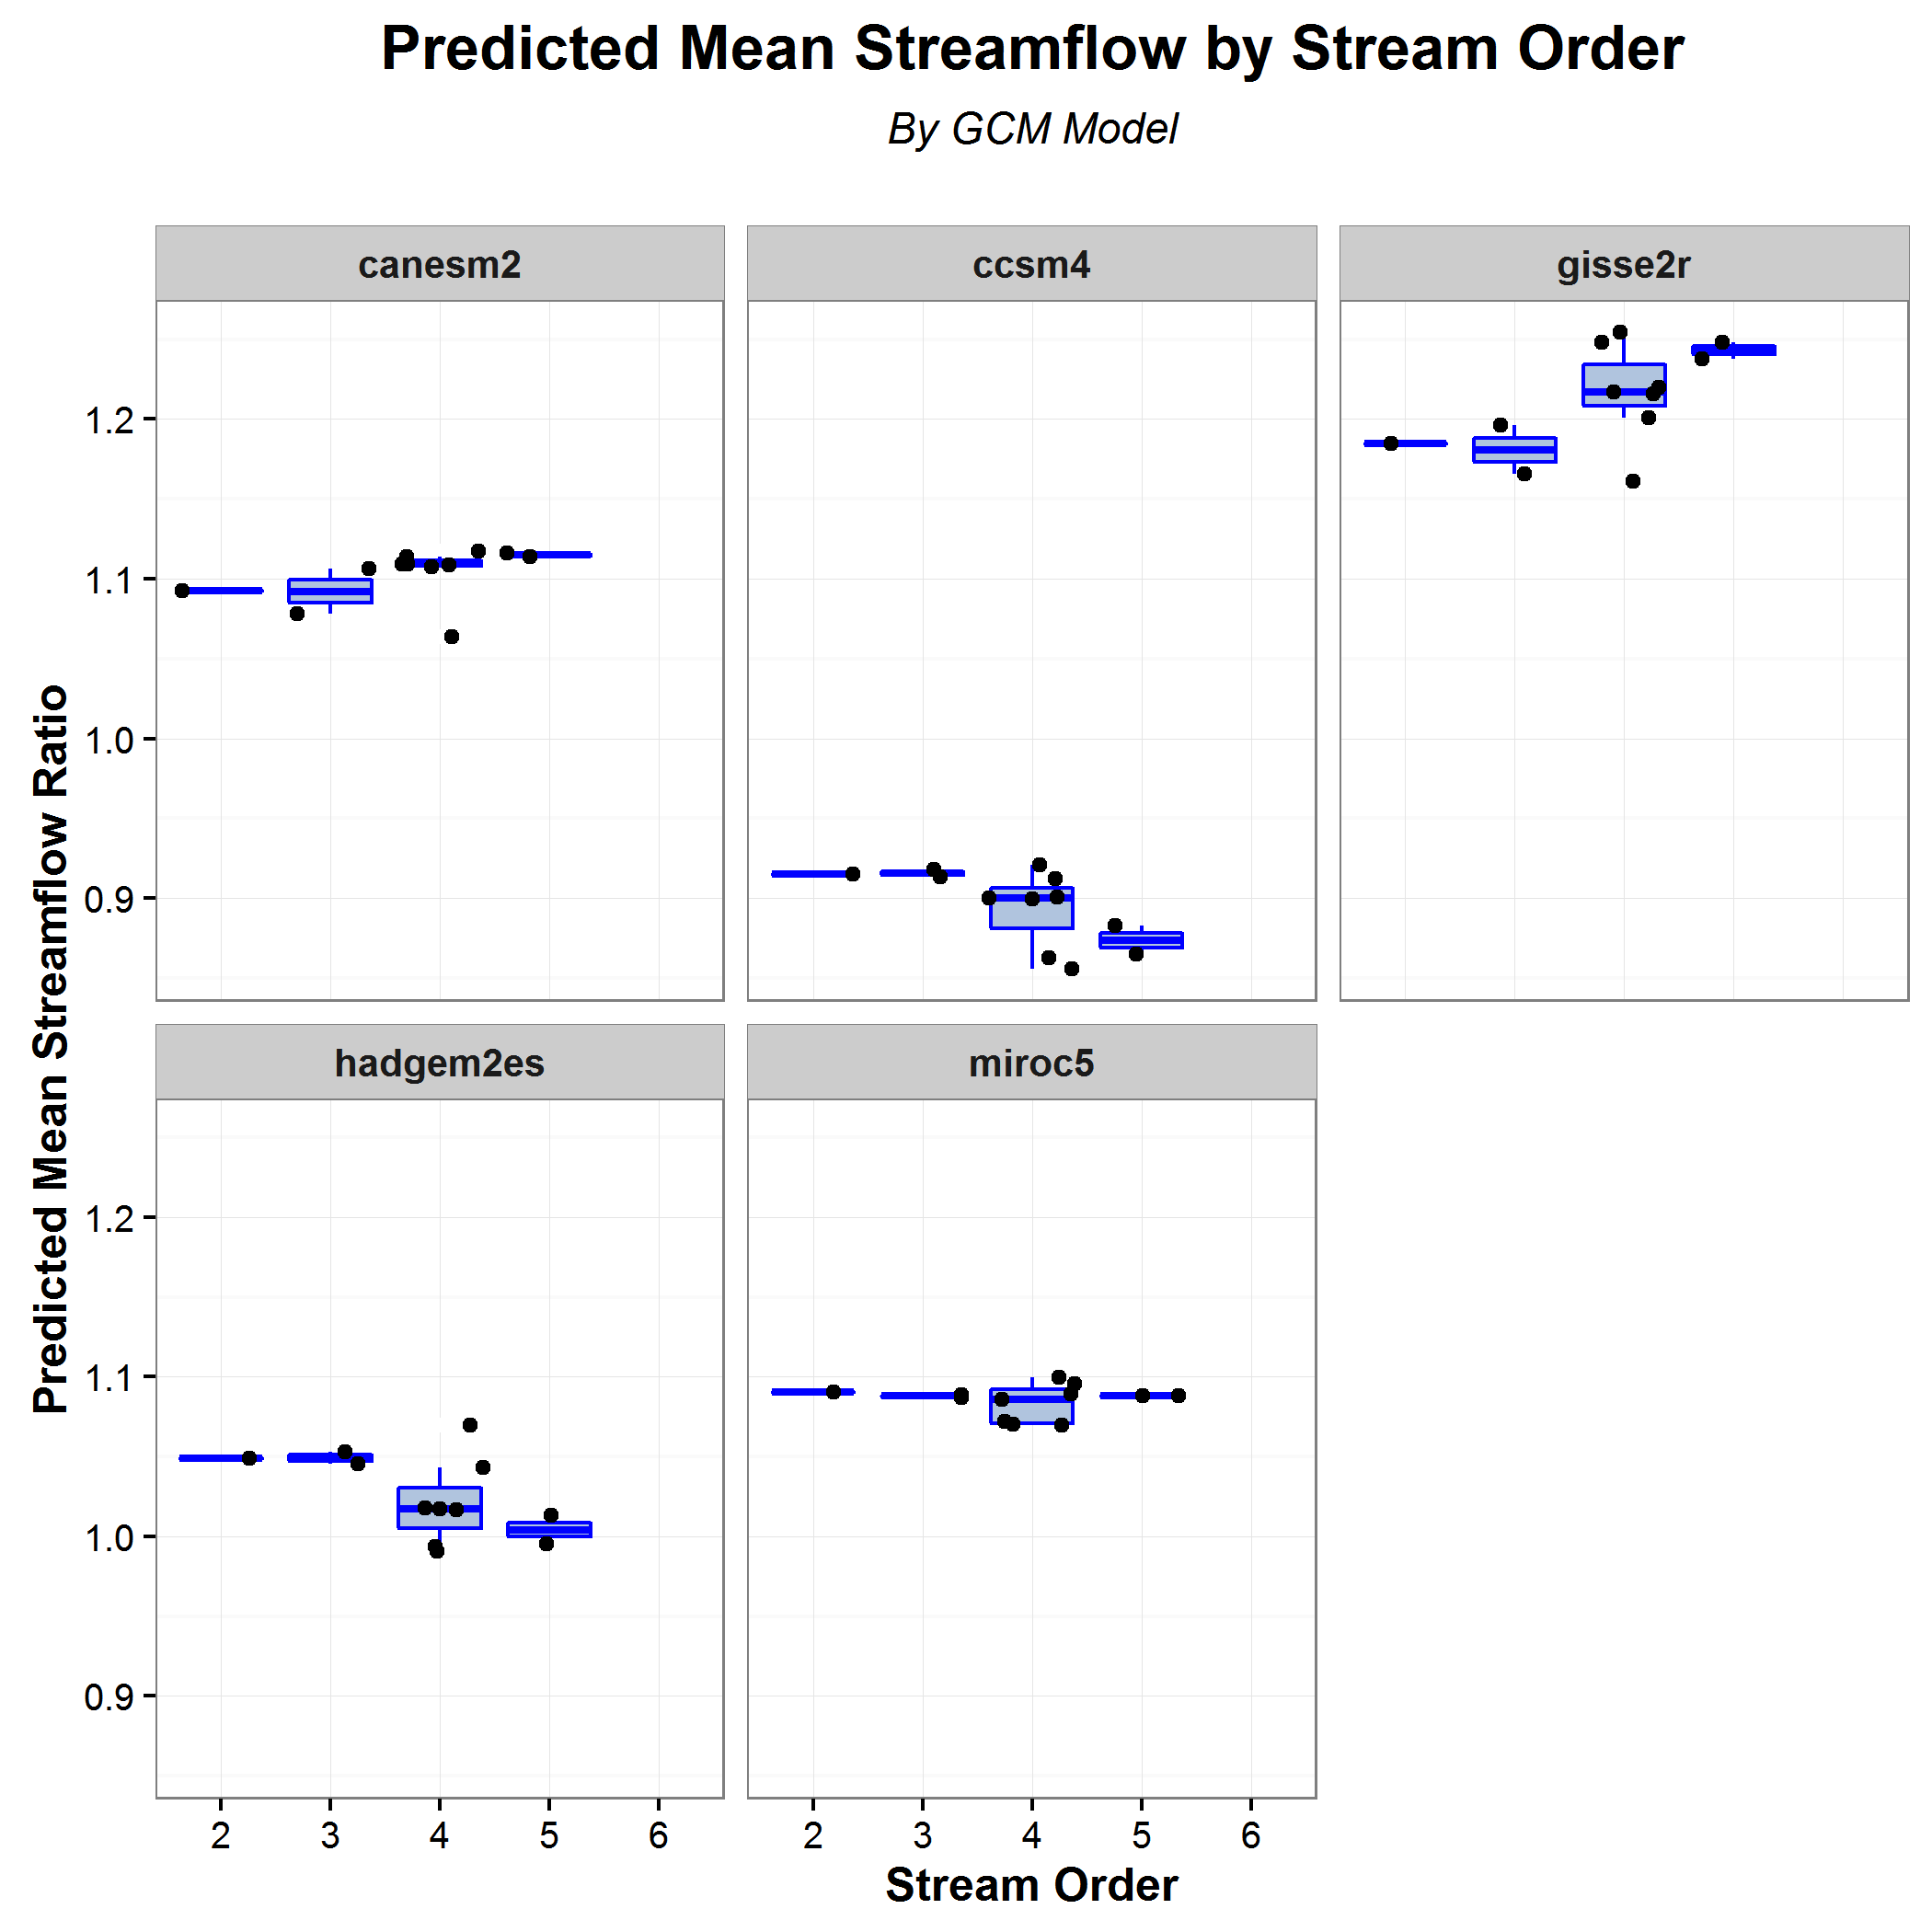 Predicted Mean Streamflow by Stream Order
By GCM Model
canesm2
ccsm4
gisse2r
1.2
1.1
1.0
0.9
Predicted Mean Streamflow Ratio
hadgem2es
miroc5
1.2
1.1
1.0
0.9
2 3 4 5 6
2 3 4 5 6
Stream Order